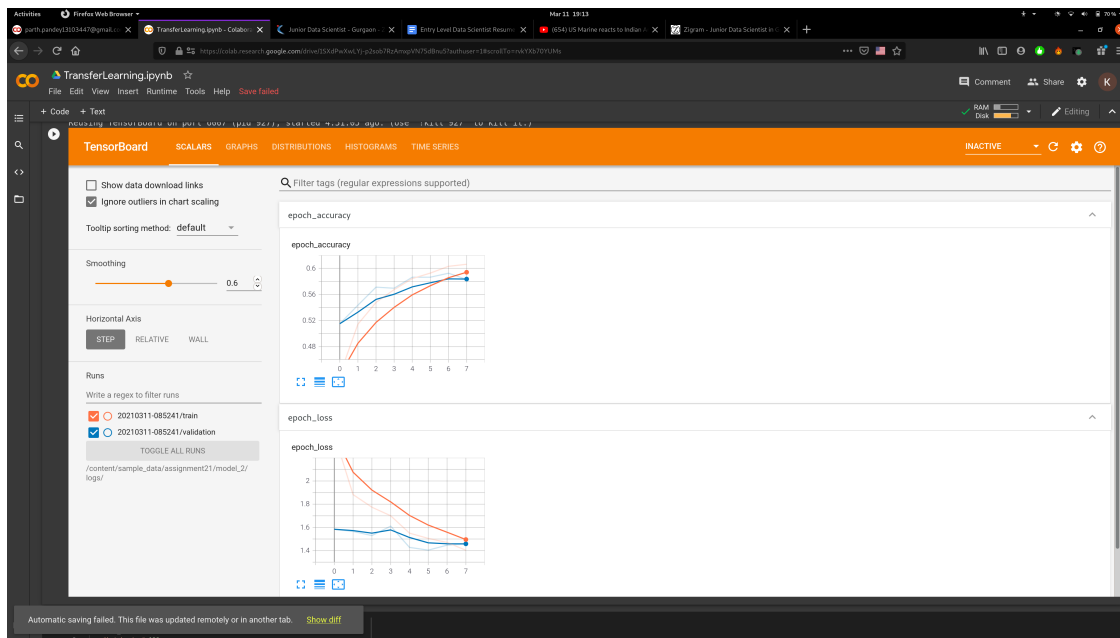 Activities Firefox Web Browser Mar 11 19:13 70 %
parth.pandey13103447@gmail.c TransferLearning.ipynb - Colabora Junior Data Scientist - Gurgaon - Entry Level Data Scientist Resume (654) US Marine reacts to Indian A Zigram - Junior Data Scientist in G
TransferLearning.ipynb
File Edit View Insert Runtime Tools Help Save failed
Comment Share K
+ Code + Text
RAM
Disk
Editing
TensorBoard SCALARS GRAPHS DISTRIBUTIONS HISTOGRAMS TIME SERIES INACTIVE
Show data download links
Ignore outliers in chart scaling
Tooltip sorting method: default
Smoothing
0.6
Horizontal Axis
STEP RELATIVE WALL
Runs
Write a regex to filter runs
20210311-085241/train
20210311-085241/validation
TOGGLE ALL RUNS
/content/sample_data/assignment21/model_2/
logs/
Filter tags (regular expressions supported)
epoch_accuracy
epoch_accuracy
0.6
0.56
0.52
0.48
0 1 2 3 4 5 6 7
epoch_loss
epoch_loss
2
1.8
1.6
1.4
0 1 2 3 4 5 6 7
Automatic saving failed. This file was updated remotely or in another tab. Show diff